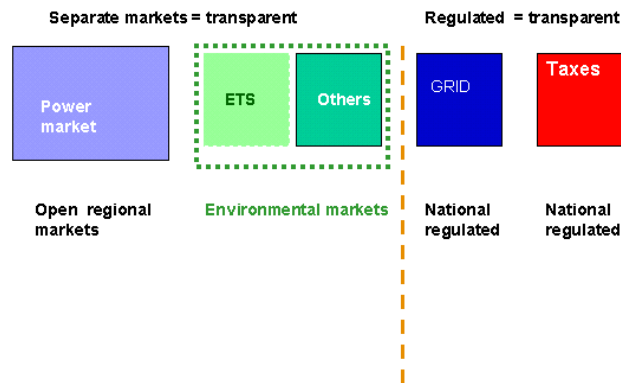 Separate markets = transparent
Regulated = transparent
Power
market
ETS
Others
GRID
Taxes
Open regional
markets
Environmental markets
National
regulated
National
regulated